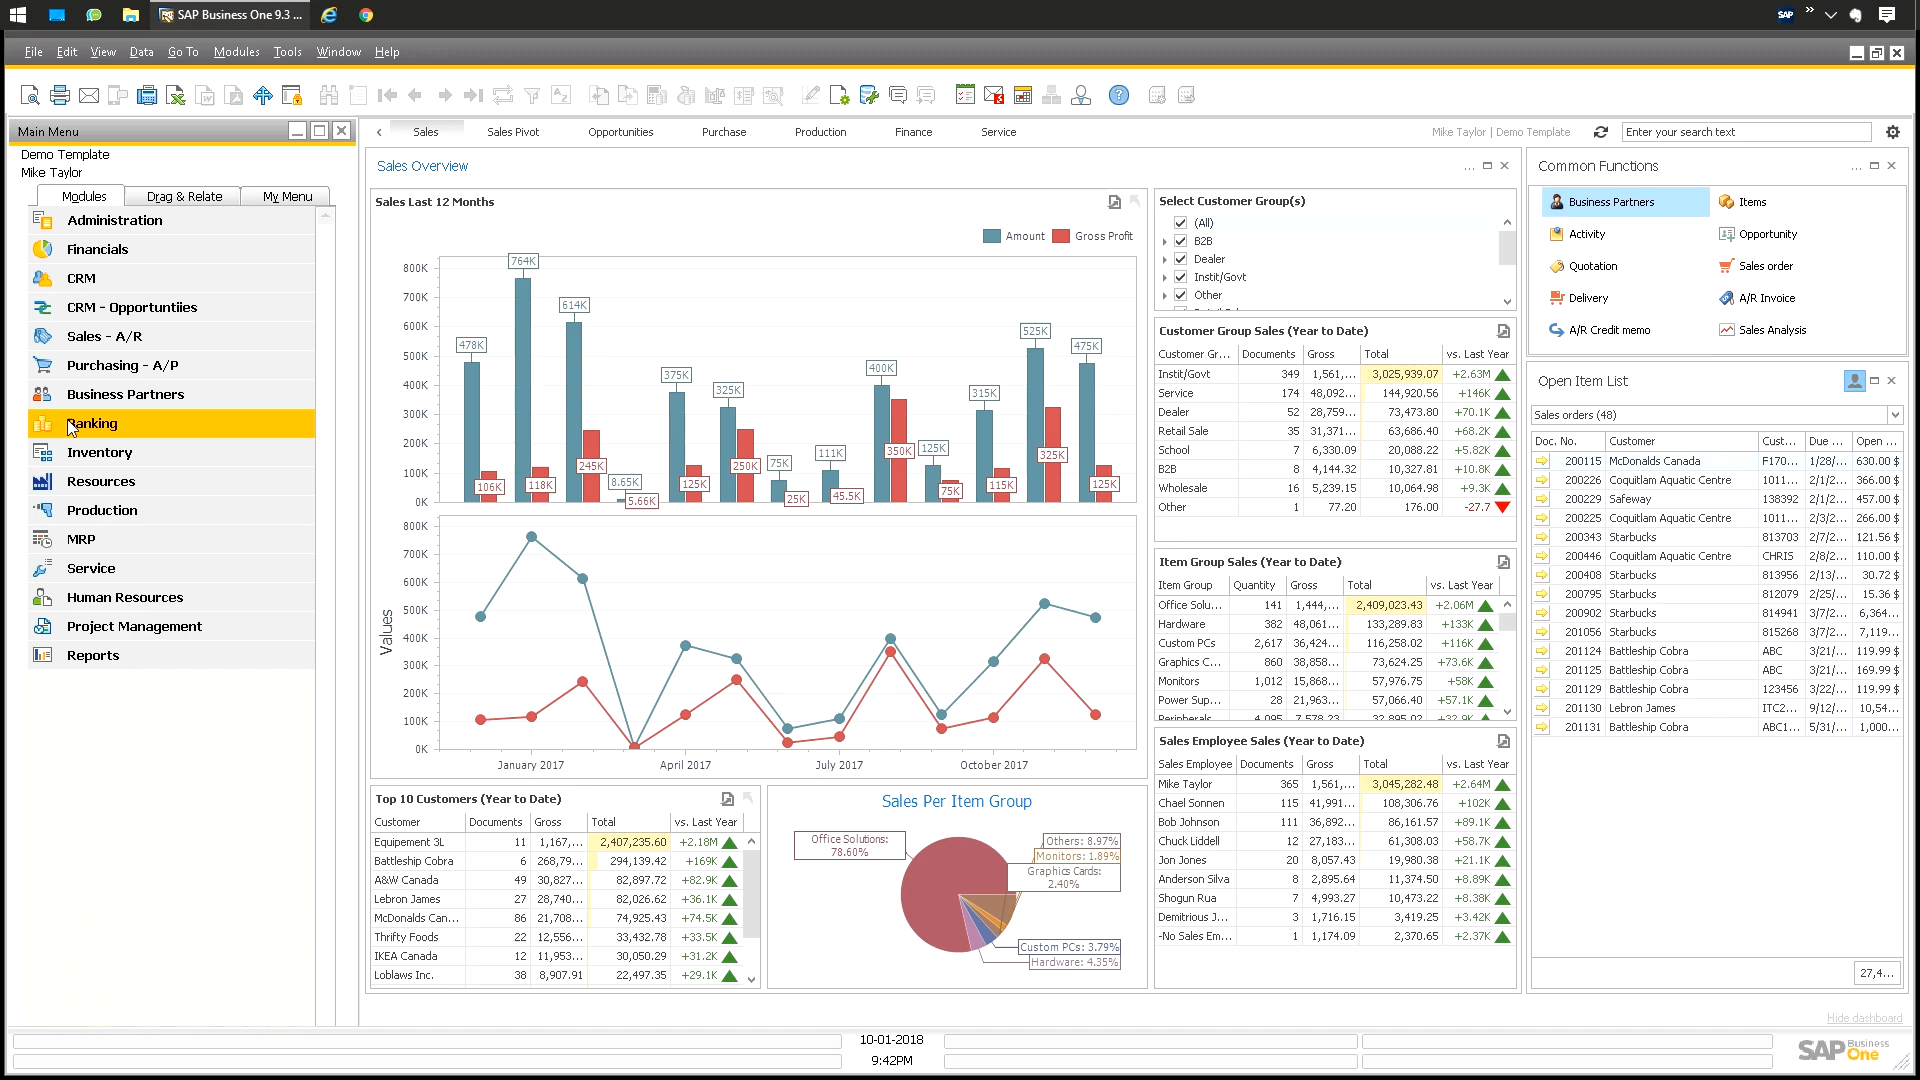 SAP Business One 9.3 ...
SAP
File Edit View Data Go To Modules Tools Window Help
Main Menu
Demo Template
Mike Taylor
Modules Drag & Relate My Menu
Administration
Financials
CRM
CRM - Opportuntiies
Sales - A/R
Purchasing - A/P
Business Partners
Banking
Inventory
Resources
Production
MRP
Service
Human Resources
Project Management
Reports
Sales Sales Pivot Opportunities Purchase Production Finance Service
Mike Taylor | Demo Template
Enter your search text
Sales Overview
Sales Last 12 Months
Amount Gross Profit
800K
700K
600K
500K
400K
300K
200K
100K
0K
478K 764K 614K 8.65K 375K 325K 75K 111K 400K 125K 315K 525K 475K
106K 118K 245K 5.66K 125K 250K 25K 45.5K 350K 75K 115K 325K 125K
Values
800K
700K
600K
500K
400K
300K
200K
100K
0K
January 2017 April 2017 July 2017 October 2017
Top 10 Customers (Year to Date)
Customer Documents Gross Total vs. Last Year
Equipement 3L 11 1,167,... 2,407,235.60 +2.18M
Battleship Cobra 6 268,79... 294,139.42 +169K
A&W Canada 49 30,827... 82,897.72 +82.9K
Lebron James 27 28,740... 82,026.62 +36.1K
McDonalds Can... 86 21,708... 74,925.43 +74.5K
Thrifty Foods 22 12,556... 33,432.78 +33.5K
IKEA Canada 12 11,953... 30,050.29 +31.2K
Loblaws Inc. 38 8,907.91 22,497.35 +29.1K
Sales Per Item Group
Office Solutions: 78.60%
Others: 8.97%
Monitors: 1.89%
Graphics Cards: 2.40%
Custom PCs: 3.79%
Hardware: 4.35%
Select Customer Group(s)
(All)
B2B
Dealer
Instit/Govt
Other
Customer Group Sales (Year to Date)
Customer Gr... Documents Gross Total vs. Last Year
Instit/Govt 349 1,561,... 3,025,939.07 +2.63M
Service 174 48,092... 144,920.56 +146K
Dealer 52 28,759... 73,473.80 +70.1K
Retail Sale 35 31,371... 63,686.40 +68.2K
School 7 6,330.09 20,088.22 +5.82K
B2B 8 4,144.32 10,327.81 +10.8K
Wholesale 16 5,239.15 10,064.98 +9.3K
Other 1 77.20 176.00 -27.7
Item Group Sales (Year to Date)
Item Group Quantity Gross Total vs. Last Year
Office Solu... 141 1,444,... 2,409,023.43 +2.06M
Hardware 382 48,061... 133,289.83 +133K
Custom PCs 2,617 36,424... 116,258.02 +116K
Graphics C... 860 38,858... 73,624.25 +73.6K
Monitors 1,012 15,868... 57,976.75 +58K
Power Sup... 28 21,963... 57,066.40 +57.1K
Peripherals 4,095 7,578.23 32,895.02 +32.9K
Sales Employee Sales (Year to Date)
Sales Employee Documents Gross Total vs. Last Year
Mike Taylor 365 1,561,... 3,045,282.48 +2.64M
Chael Sonnen 115 41,991... 108,306.76 +102K
Bob Johnson 111 36,892... 86,161.57 +89.1K
Chuck Liddell 12 27,183... 61,308.03 +58.7K
Jon Jones 20 8,057.43 19,980.38 +21.1K
Anderson Silva 8 2,895.64 11,374.50 +8.89K
Shogun Rua 7 4,993.27 10,473.22 +8.38K
Demitrious J... 3 1,716.15 3,419.25 +3.42K
-No Sales Em... 1 1,174.09 2,370.65 +2.37K
Common Functions
Business Partners Items
Activity Opportunity
Quotation Sales order
Delivery A/R Invoice
A/R Credit memo Sales Analysis
Open Item List
Sales orders (48)
Doc. No. Customer Cust... Due ... Open ...
200115 McDonalds Canada F170... 1/28/... 630.00 $
200226 Coquitlam Aquatic Centre 1011... 2/1/2... 366.00 $
200229 Safeway 138392 2/1/2... 457.00 $
200225 Coquitlam Aquatic Centre 1011... 2/3/2... 266.00 $
200343 Starbucks 813703 2/7/2... 121.56 $
200446 Coquitlam Aquatic Centre CHRIS 2/8/2... 110.00 $
200408 Starbucks 813956 2/13/... 30.72 $
200795 Starbucks 812079 2/25/... 15.36 $
200902 Starbucks 814941 3/7/2... 6,364...
201056 Starbucks 815268 3/7/2... 7,119...
201124 Battleship Cobra ABC 3/21/... 119.99 $
201125 Battleship Cobra ABC 3/21/... 169.99 $
201129 Battleship Cobra 123456 3/22/... 119.99 $
201130 Lebron James ITC2... 9/12/... 10,54...
201131 Battleship Cobra ABC1... 5/31/... 1,000...
27,4...
Hide dashboard
10-01-2018
9:42PM
SAP Business One